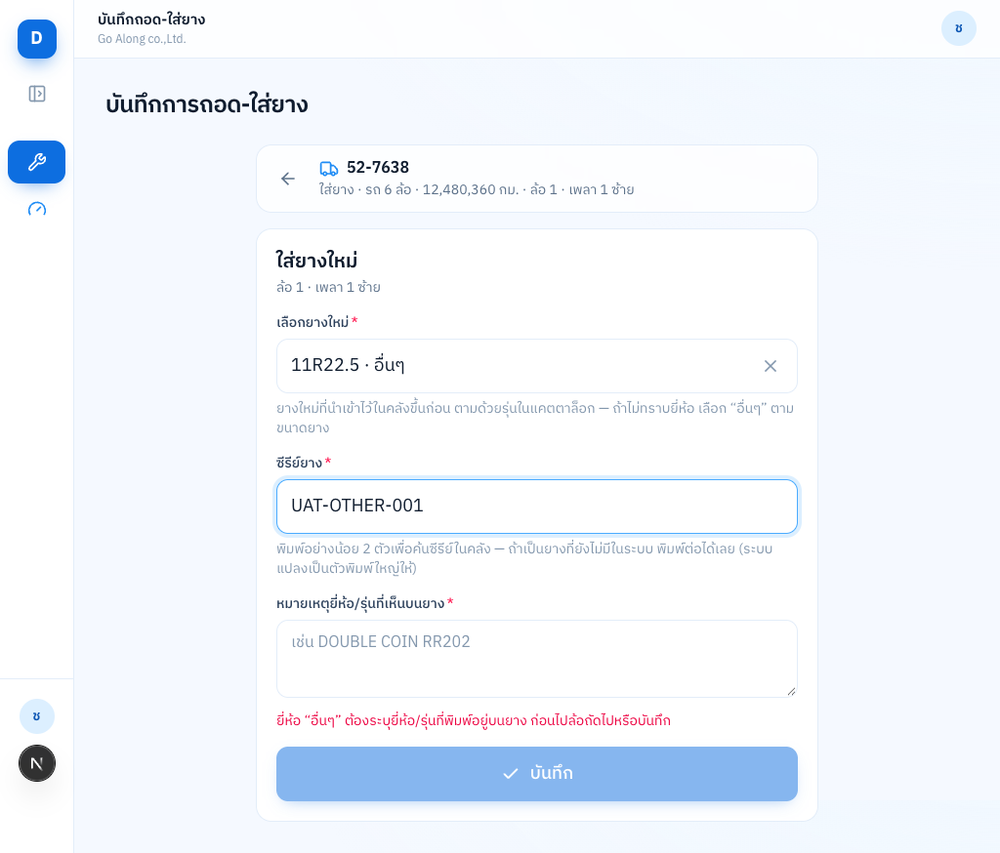 D
บันทึกถอด-ใส่ยาง
Go Along co.,Ltd.
ช
บันทึกการถอด-ใส่ยาง
52-7638
ใส่ยาง · รถ 6 ล้อ · 12,480,360 กม. · ล้อ 1 · เพลา 1 ซ้าย
ใส่ยางใหม่
ล้อ 1 · เพลา 1 ซ้าย
เลือกยางใหม่ *
11R22.5 · อื่นๆ
ยางใหม่ที่นำเข้าไว้ในคลังขึ้นก่อน ตามด้วยรุ่นในแคตตาล็อก — ถ้าไม่ทราบยี่ห้อ เลือก “อื่นๆ” ตาม
ขนาดยาง
ซีรีย์ยาง *
UAT-OTHER-001
พิมพ์อย่างน้อย 2 ตัวเพื่อค้นซีรีย์ในคลัง — ถ้าเป็นยางที่ยังไม่มีในระบบ พิมพ์ต่อได้เลย (ระบบ
แปลงเป็นตัวพิมพ์ใหญ่ให้)
หมายเหตุยี่ห้อ/รุ่นที่เห็นบนยาง *
เช่น DOUBLE COIN RR202
ยี่ห้อ “อื่นๆ” ต้องระบุยี่ห้อ/รุ่นที่พิมพ์อยู่บนยาง ก่อนไปล้อถัดไปหรือบันทึก
บันทึก
ช
N